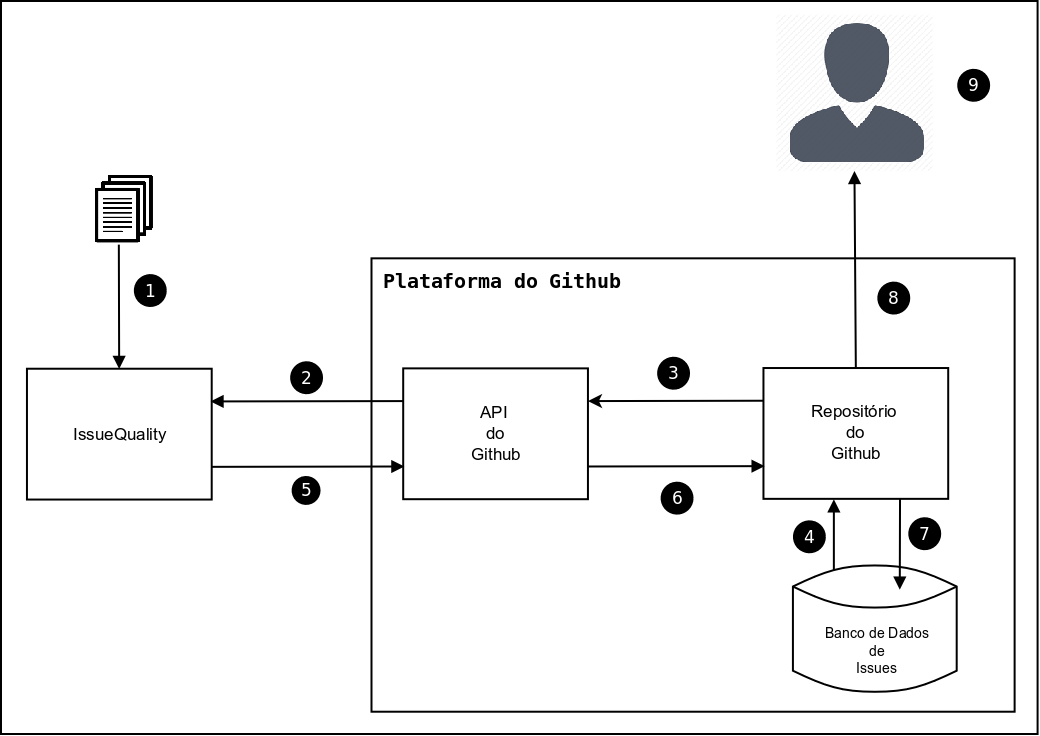 9
1
Plataforma do Github
8
2
3
IssueQuality
API
do
Github
Repositório
do
Github
5
6
4
7
Banco de Dados
de
Issues